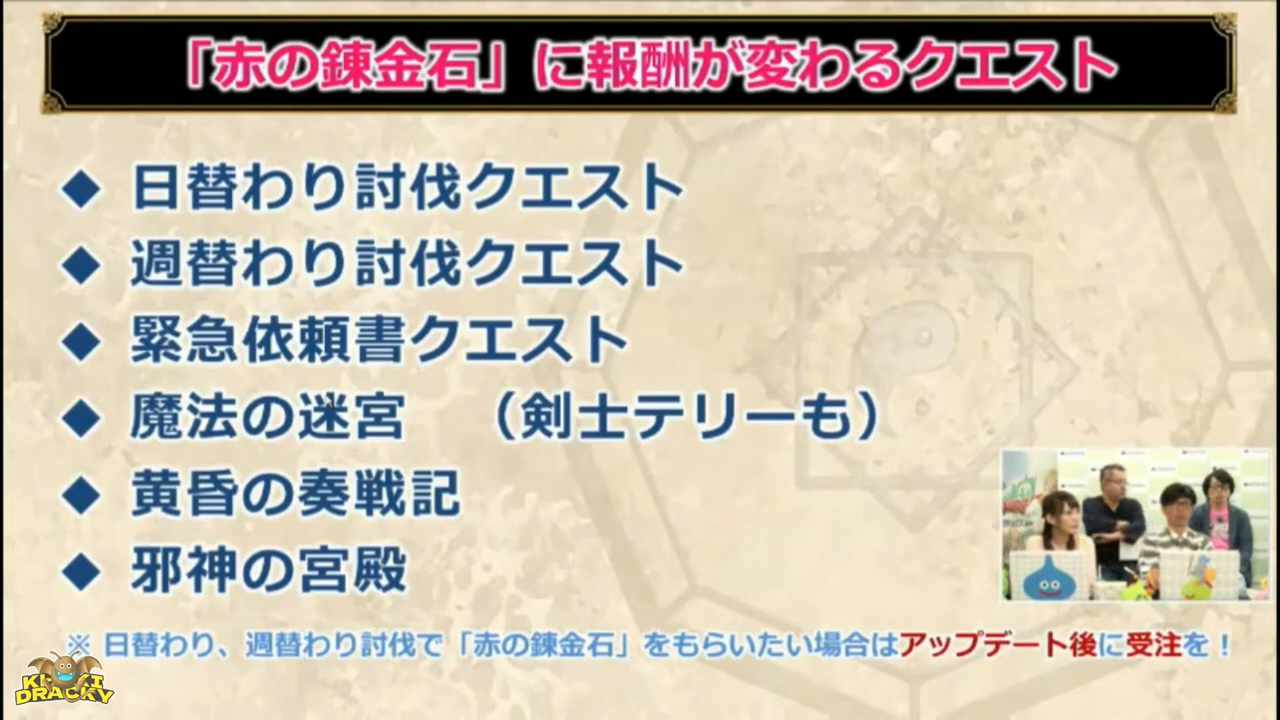 「赤の錬金石」に報酬が変わるクエスト
◆ 日替わり討伐クエスト
◆ 週替わり討伐クエスト
◆ 緊急依頼書クエスト
◆ 魔法の迷宮 （剣士テリーも）
◆ 黄昏の奏戦記
◆ 邪神の宮殿
※ 日替わり、週替わり討伐で「赤の錬金石」をもらいたい場合はアップデート後に受注を！
DRACKY